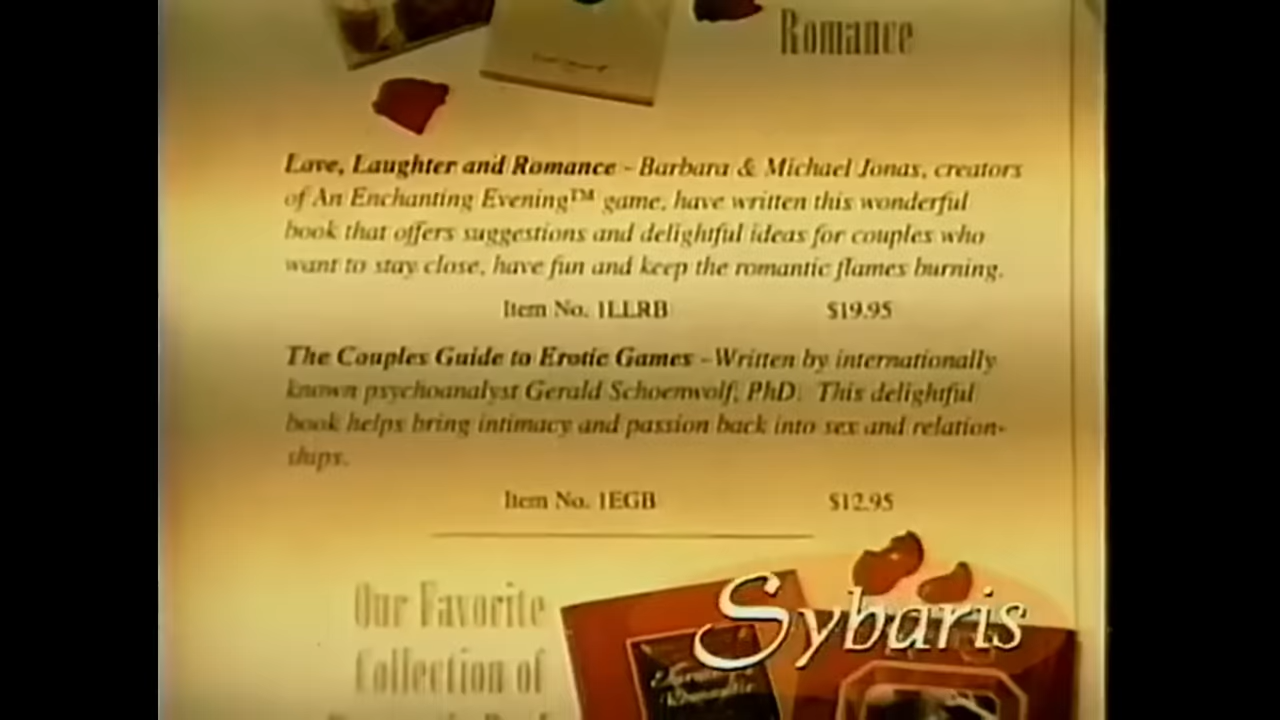 Romance
Love, Laughter and Romance - Barbara & Michael Jonas, creators
of An Enchanting Evening™ game, have written this wonderful
book that offers suggestions and delightful ideas for couples who
want to stay close, have fun and keep the romantic flames burning.
Item No. 1LLRB $19.95
The Couples Guide to Erotic Games - Written by internationally
known psychoanalyst Gerald Schoenwolf, PhD. This delightful
book helps bring intimacy and passion back into sex and relation-
ships.
Item No. 1EGB $12.95
Our Favorite
Collection of
Sybaris